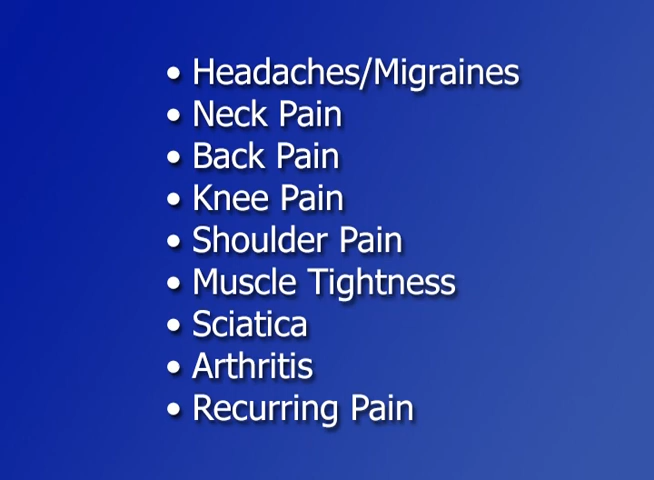 • Headaches/Migraines
• Neck Pain
• Back Pain
• Knee Pain
• Shoulder Pain
• Muscle Tightness
• Sciatica
• Arthritis
• Recurring Pain